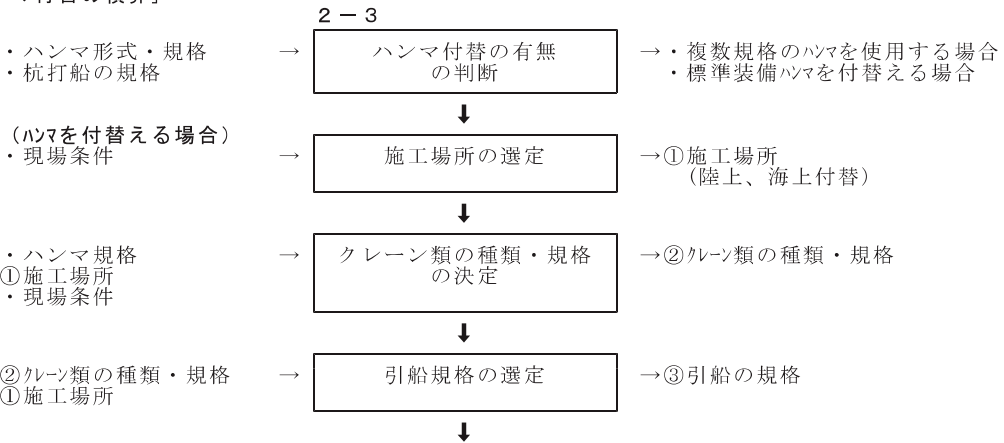 2-3
・ハンマ形式・規格 → ハンマ付替の有無 →・複数規格のﾊﾝﾏを使用する場合
・杭打船の規格 の判断 ・標準装備ﾊﾝﾏを付替える場合
(ﾊﾝﾏを付替える場合)
・現場条件 → 施工場所の選定 →①施工場所
(陸上、海上付替)
・ハンマ規格 → クレーン類の種類・規格 →②ｸﾚｰﾝ類の種類・規格
①施工場所 の決定
・現場条件
②ｸﾚｰﾝ類の種類・規格 → 引船規格の選定 →③引船の規格
①施工場所